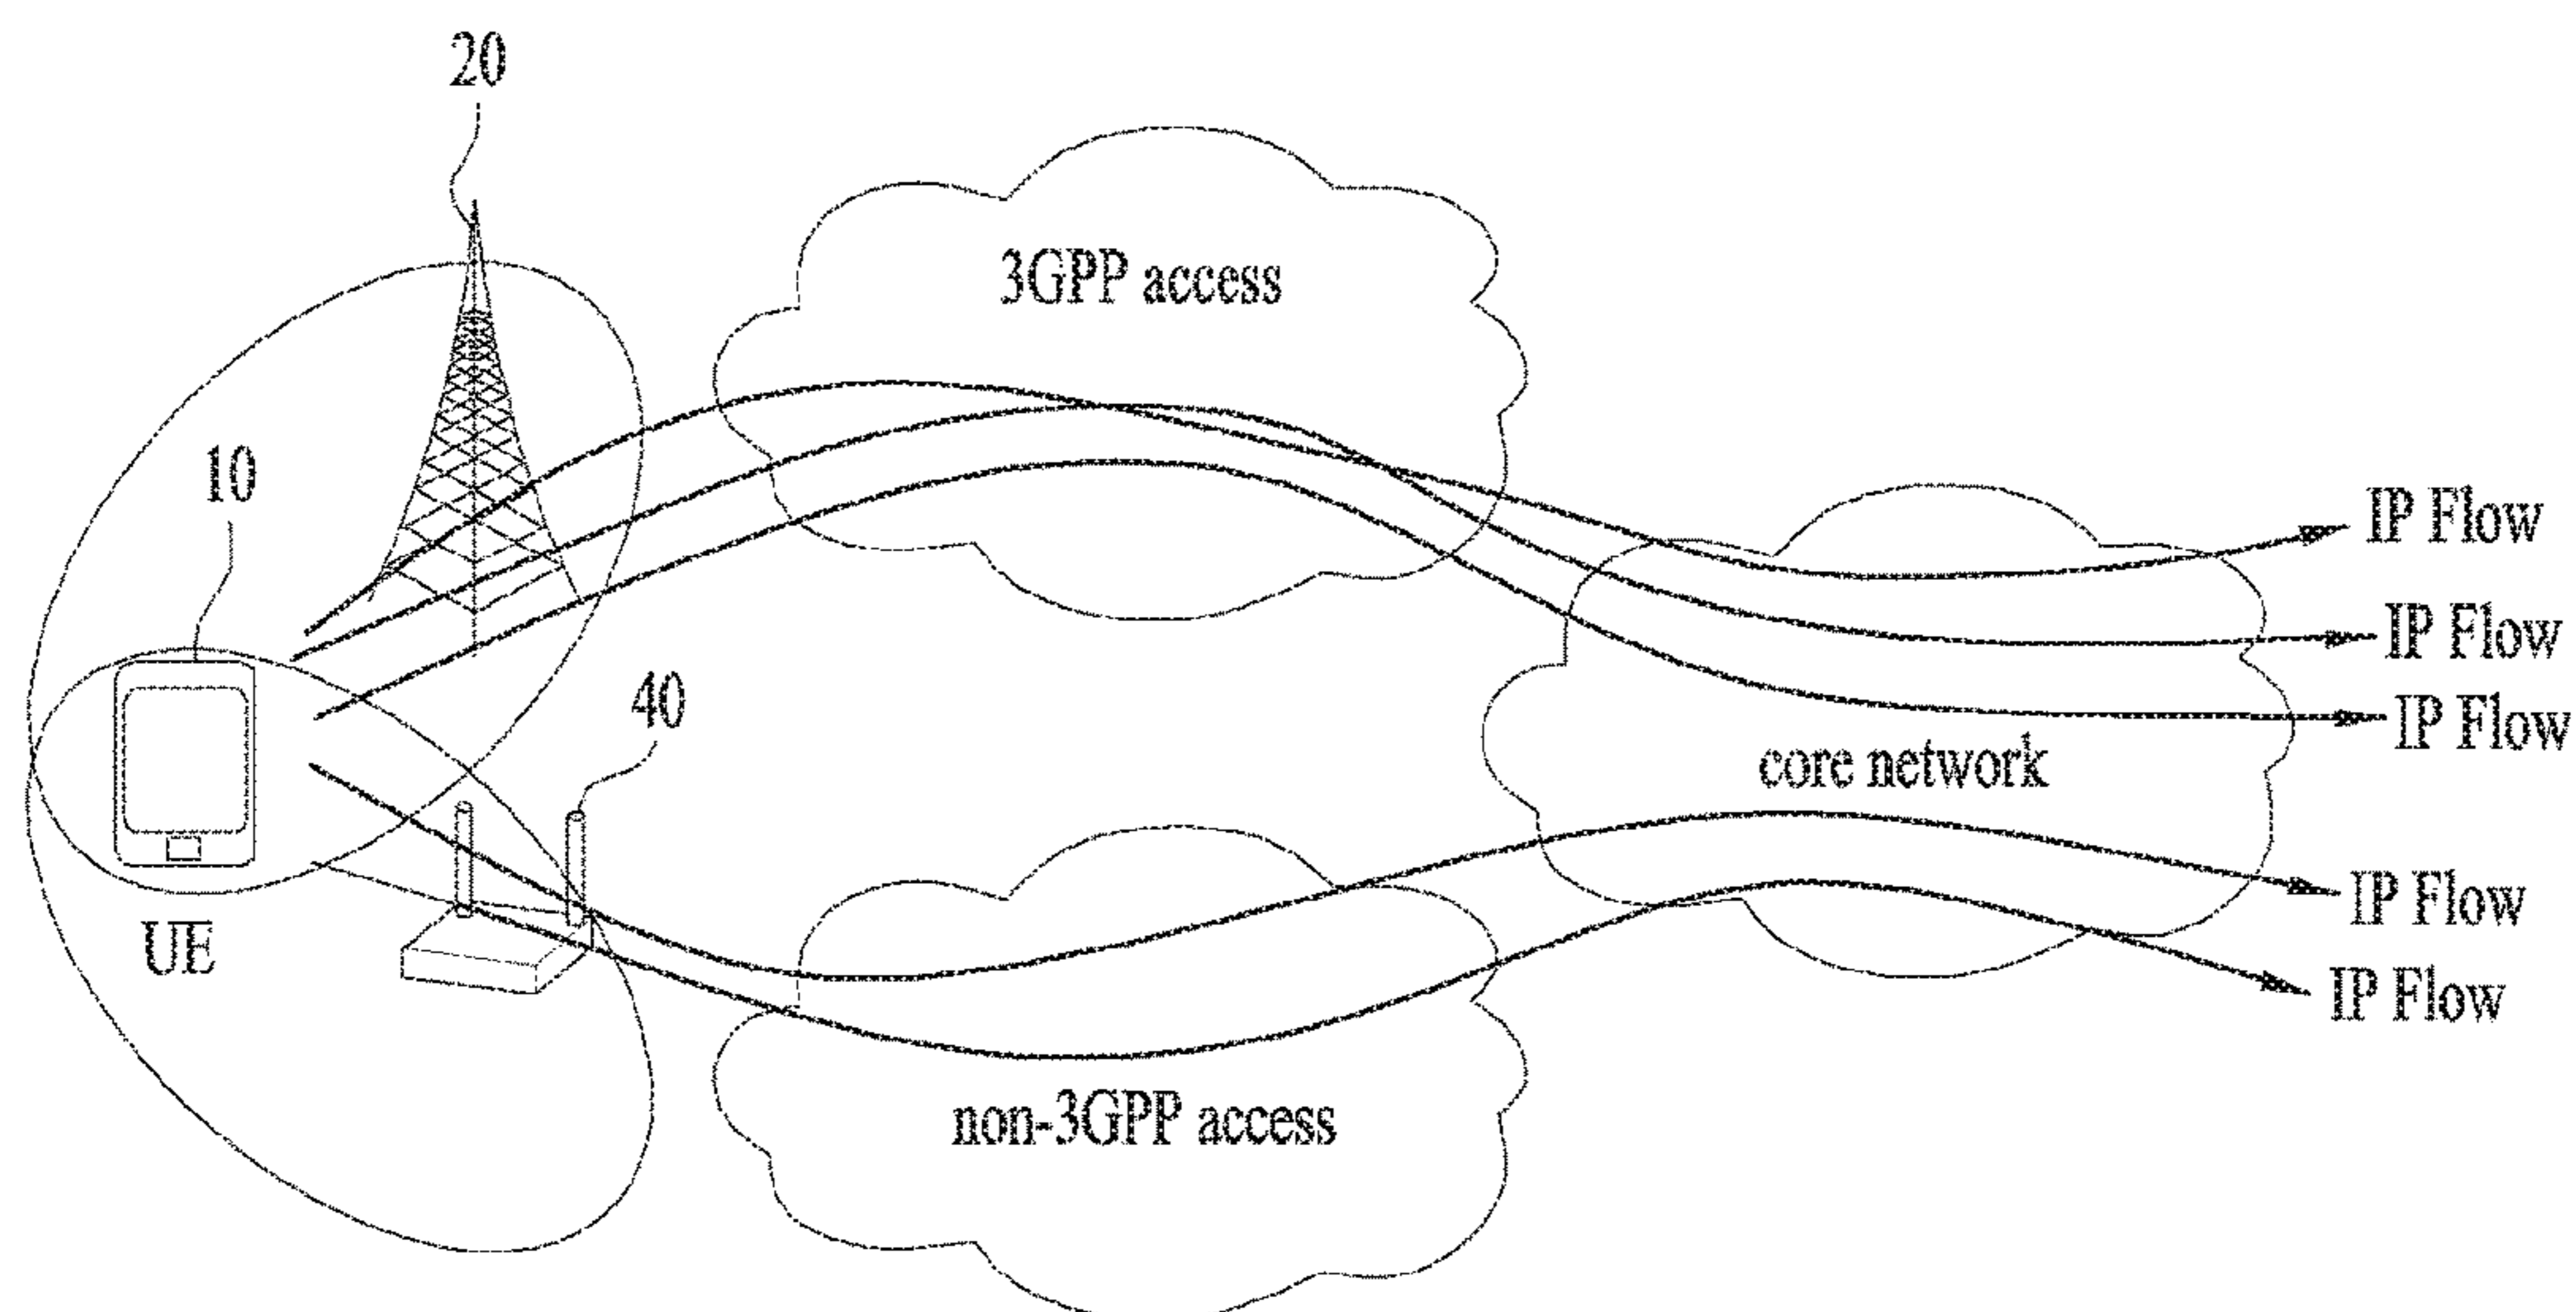 20
3GPP access
10
IP Flow
IP Flow
IP Flow
40
core network
IP Flow
UE
IP Flow
non-3GPP access